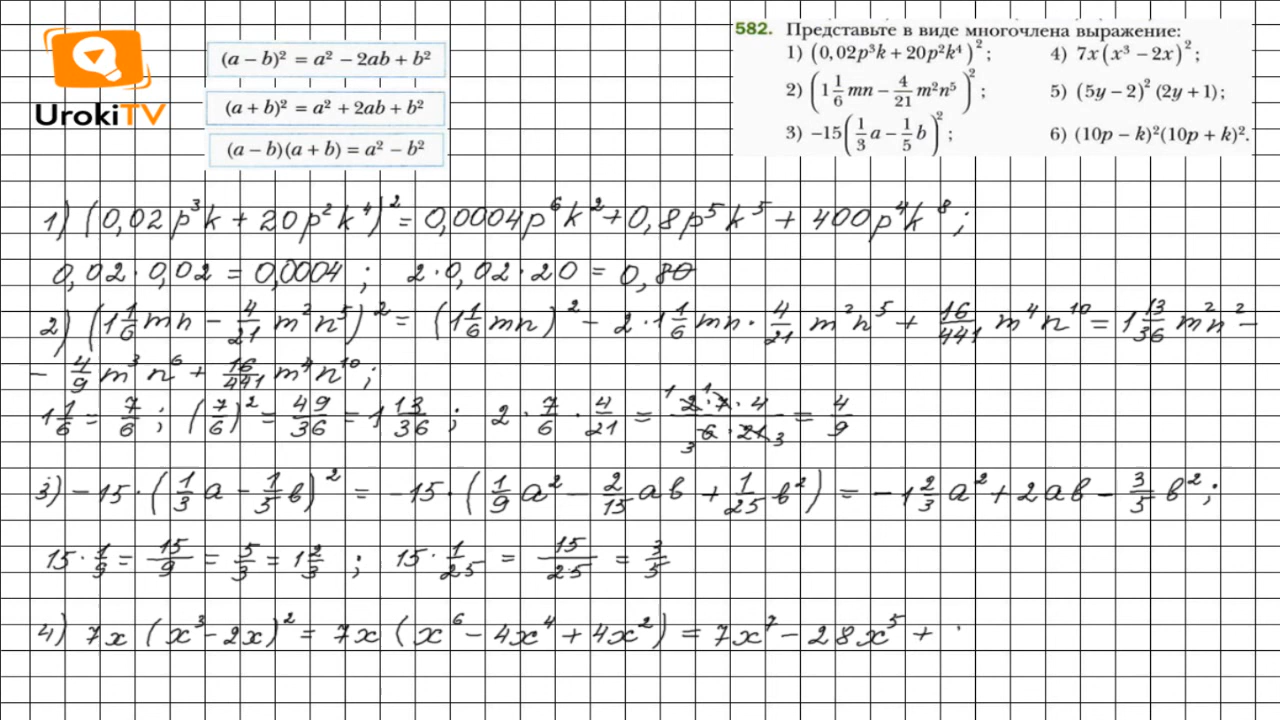 UrokiTV
(a − b)² = a² − 2ab + b²
(a + b)² = a² + 2ab + b²
(a − b)(a + b) = a² − b²
582. Представьте в виде многочлена выражение:
1) (0,02p³k + 20p²k⁴)²;
2) (1 1/6 mn − 4/21 m²n⁵)²;
3) −15(1/3 a − 1/5 b)²;
4) 7x(x³ − 2x)²;
5) (5y − 2)²(2y + 1);
6) (10p − k)²(10p + k)².
1) (0,02p³k + 20p²k⁴)² = 0,0004p⁶k² + 0,8p⁵k⁵ + 400p⁴k⁸;
0,02·0,02 = 0,0004; 2·0,02·20 = 0,80
2) (1 1/6 mn − 4/21 m²n⁵)² = (1 1/6 mn)² − 2·1 1/6 mn · 4/21 m²n⁵ + 16/441 m⁴n¹⁰ = 1 13/36 m²n² −
− 4/9 m³n⁶ + 16/441 m⁴n¹⁰;
1 1/6 = 7/6; (7/6)² = 49/36 = 1 13/36; 2 · 7/6 · 4/21 = 2·7·4/6·21 = 4/9
3) −15·(1/3 a − 1/5 в)² = −15·(1/9 a² − 2/15 aв + 1/25 в²) = −1 2/3 a² + 2aв − 3/5 в²;
15·1/9 = 15/9 = 5/3 = 1 2/3; 15·1/25 = 15/25 = 3/5
4) 7x(x³ − 2x)² = 7x(x⁶ − 4x⁴ + 4x²) = 7x⁷ − 28x⁵ +